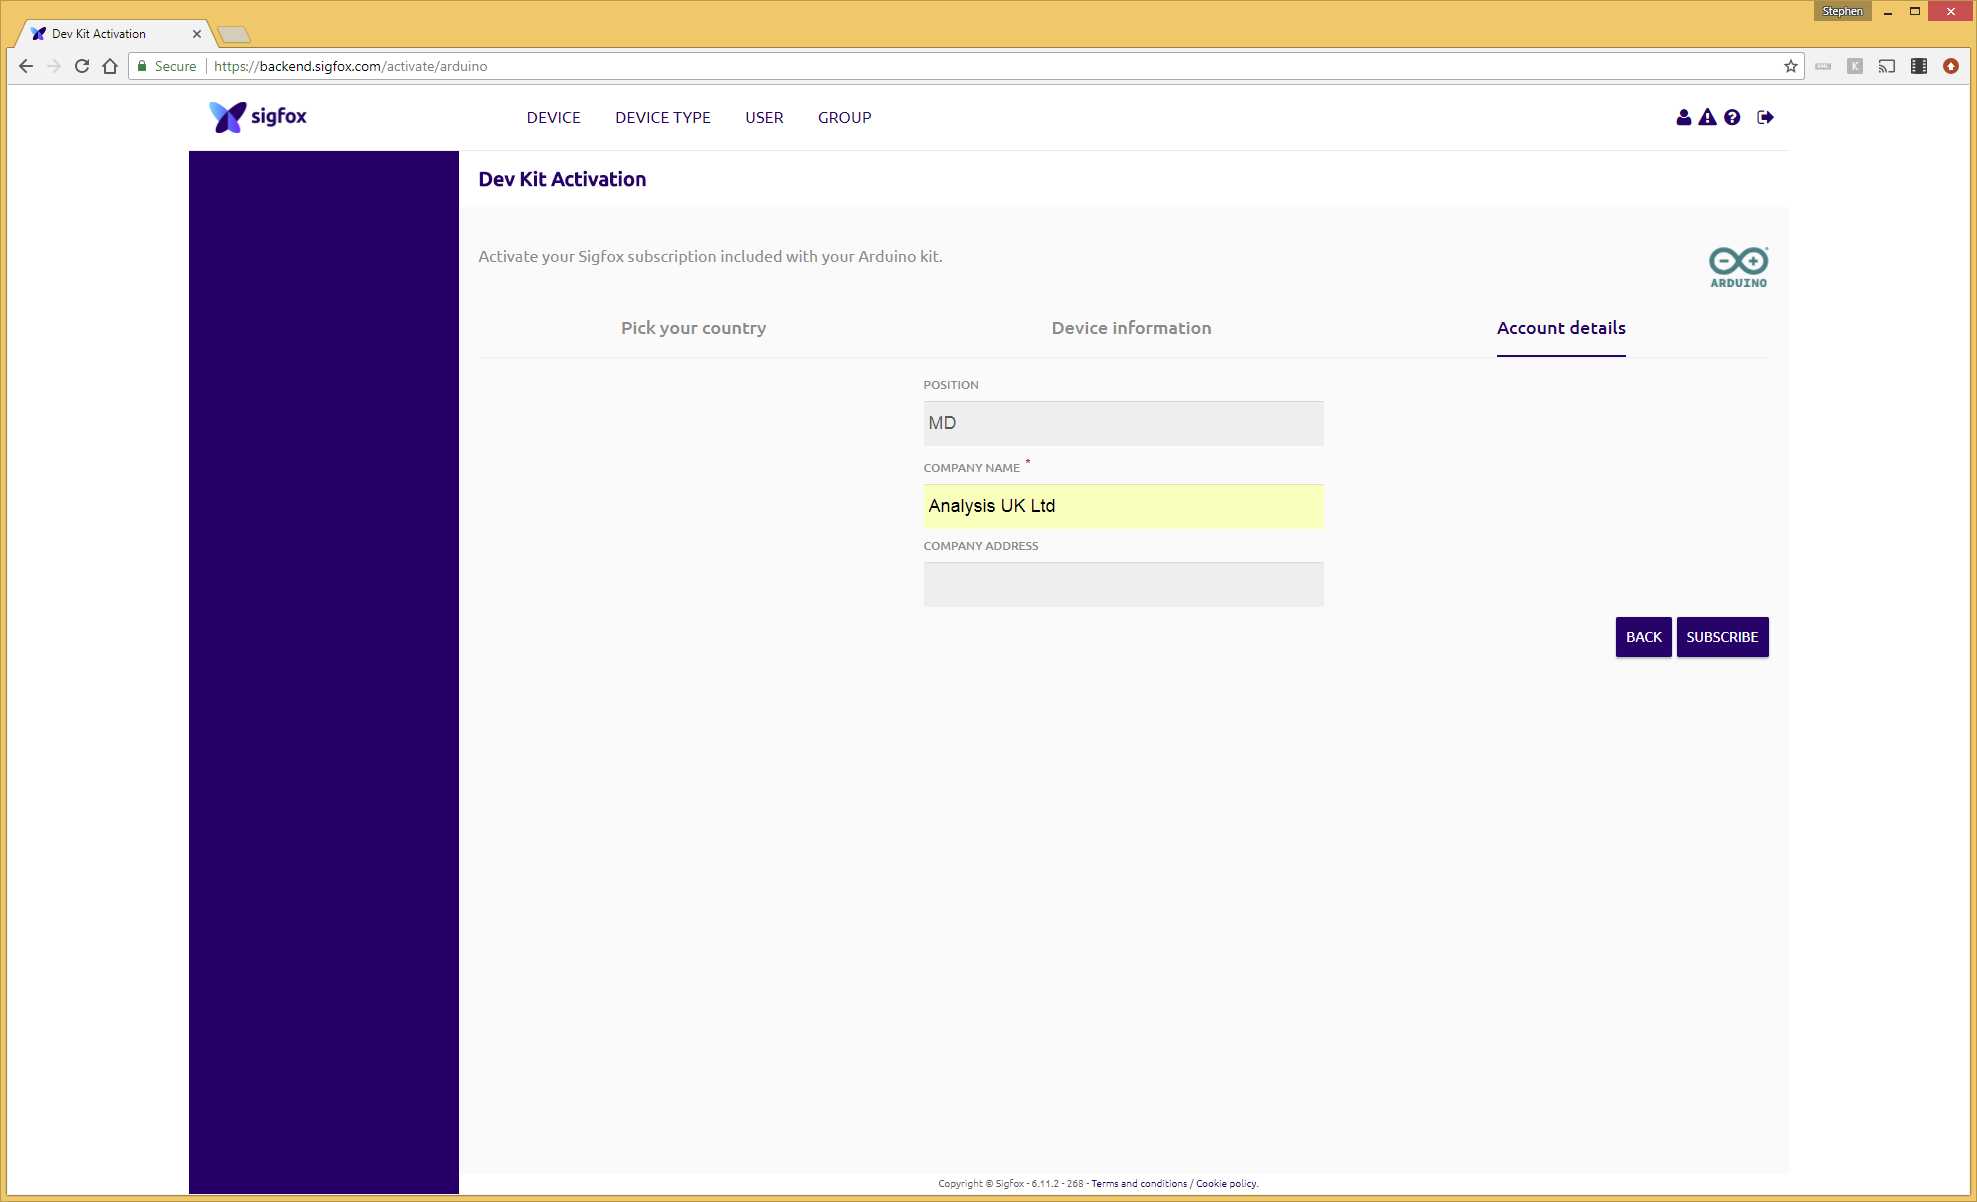 Stephen
Dev Kit Activation
Secure
https://backend.sigfox.com/activate/arduino
K
sigfox
DEVICE
DEVICE TYPE
USER
GROUP
Dev Kit Activation
Activate your Sigfox subscription included with your Arduino kit.
ARDUINO
Pick your country
Device information
Account details
POSITION
MD
COMPANY NAME *
Analysis UK Ltd
COMPANY ADDRESS
BACK
SUBSCRIBE
Copyright © Sigfox - 6.11.2 - 268 - Terms and conditions / Cookie policy.